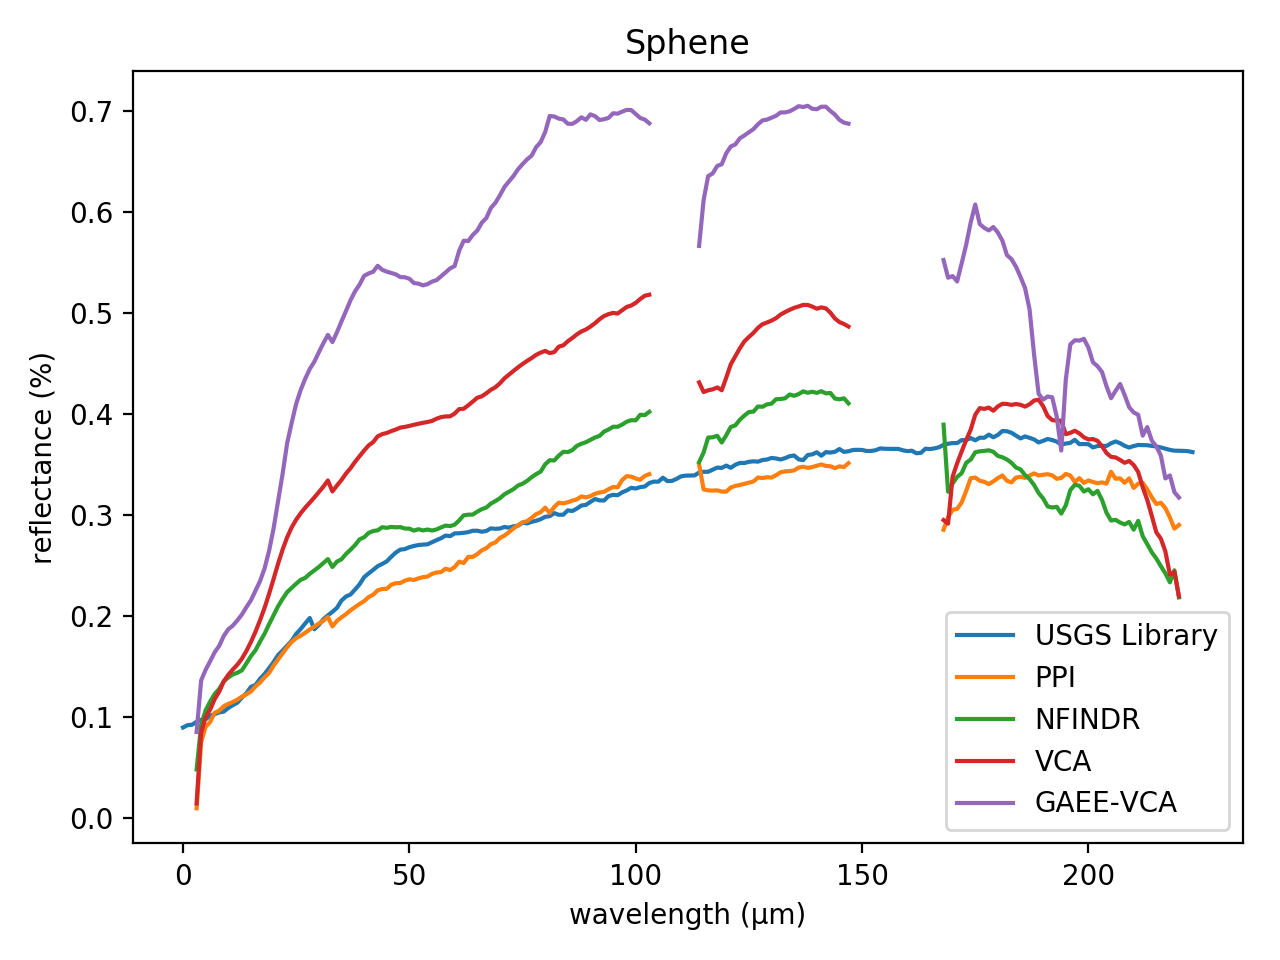 Sphene
0.7
0.6
0.5
0.4
0.3
0.2
0.1
0.0
reflectance (%)
0 50 100 150 200
wavelength (μm)
USGS Library
PPI
NFINDR
VCA
GAEE-VCA